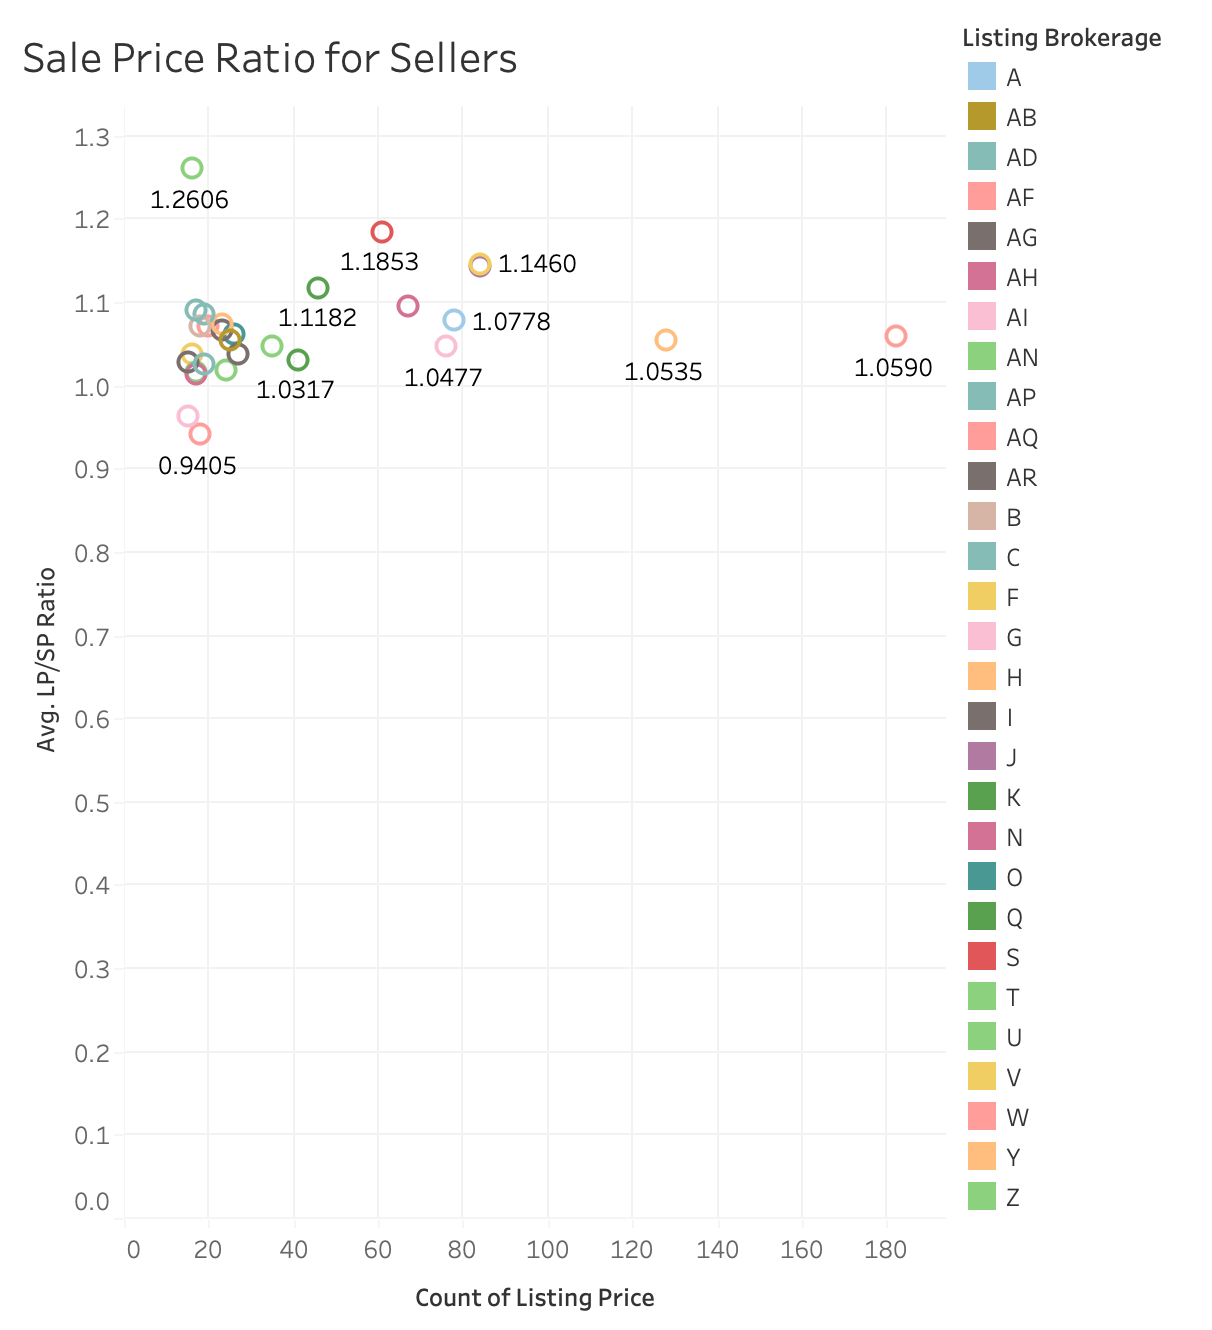 Sale Price Ratio for Sellers
Listing Brokerage
A
AB
AD
AF
AG
AH
AI
AN
AP
AQ
AR
B
C
F
G
H
I
J
K
N
O
Q
S
T
U
V
W
Y
Z
1.3
1.2
1.1
1.0
0.9
0.8
0.7
0.6
0.5
0.4
0.3
0.2
0.1
0.0
Avg. LP/SP Ratio
1.2606
1.1853
1.1460
1.1182
1.0778
1.0535
1.0590
1.0477
1.0317
0.9405
0 20 40 60 80 100 120 140 160 180
Count of Listing Price